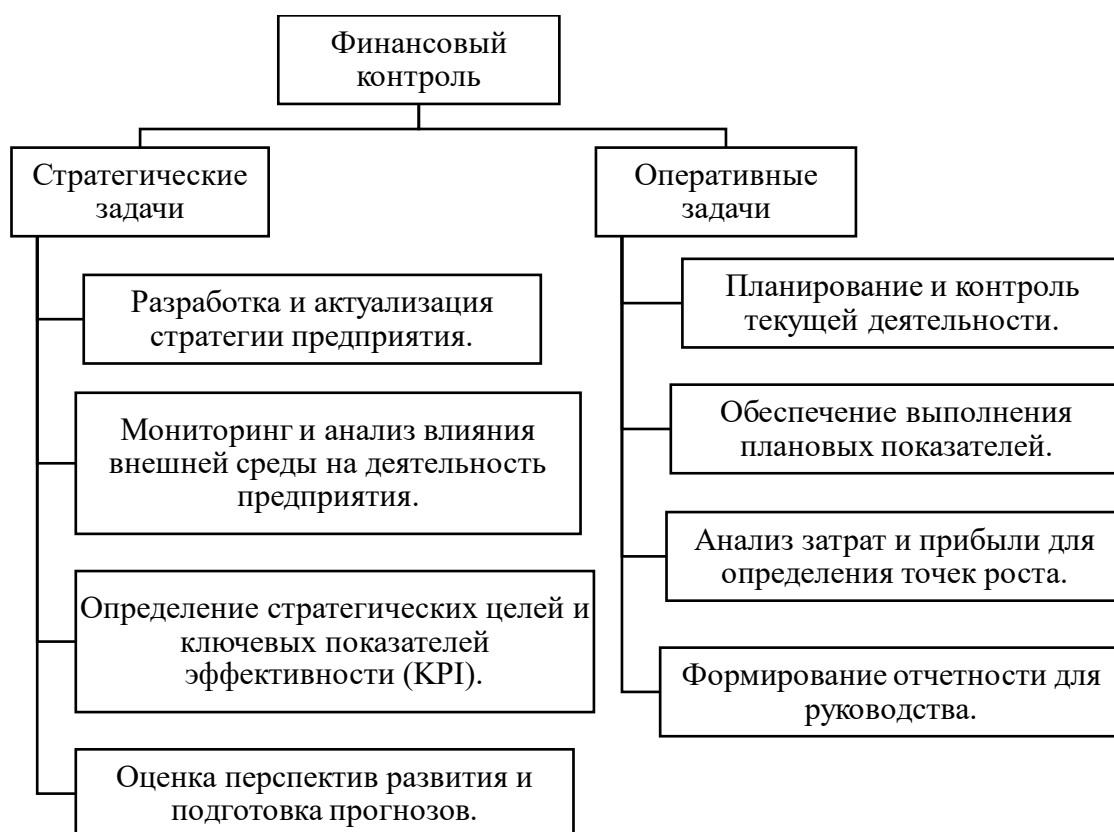 Финансовый
контроль
Стратегические
задачи
Разработка и актуализация
стратегии предприятия.
Мониторинг и анализ влияния
внешней среды на деятельность
предприятия.
Определение стратегических целей и
ключевых показателей
эффективности (KPI).
Оценка перспектив развития и
подготовка прогнозов.
Оперативные
задачи
Планирование и контроль
текущей деятельности.
Обеспечение выполнения
плановых показателей.
Анализ затрат и прибыли для
определения точек роста.
Формирование отчетности для
руководства.